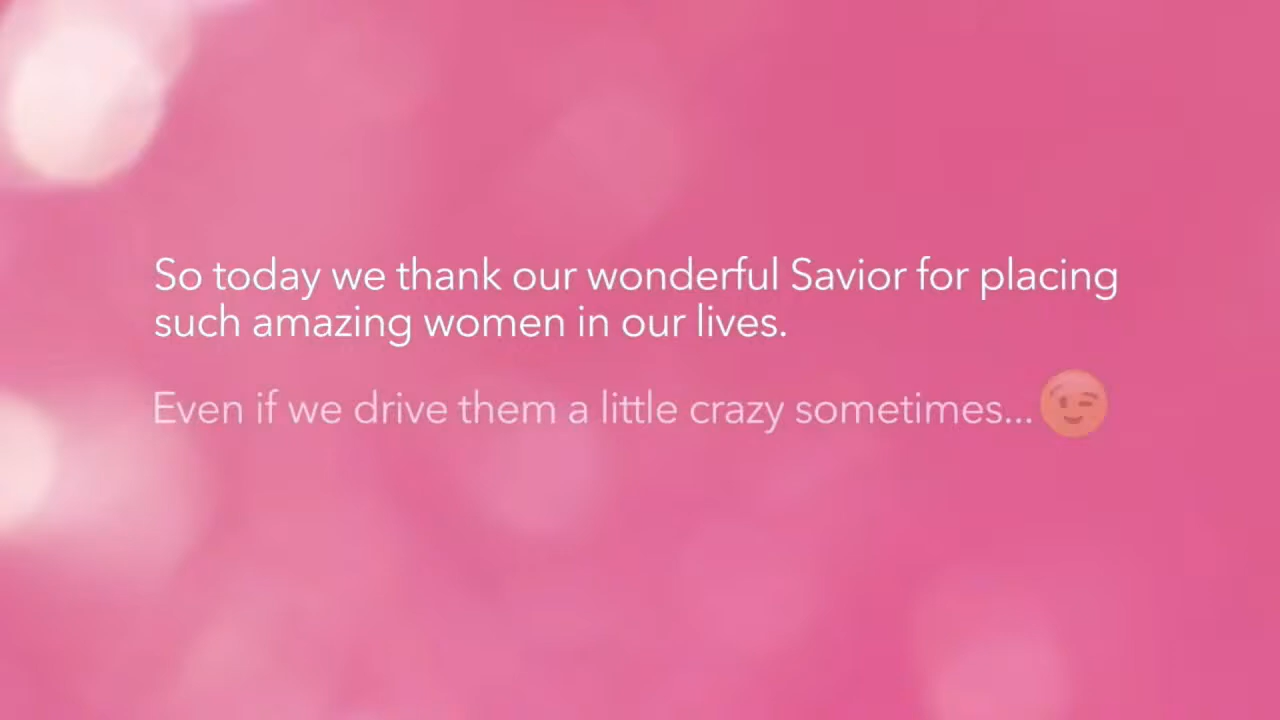 So today we thank our wonderful Savior for placing
such amazing women in our lives.
Even if we drive them a little crazy sometimes... 😉